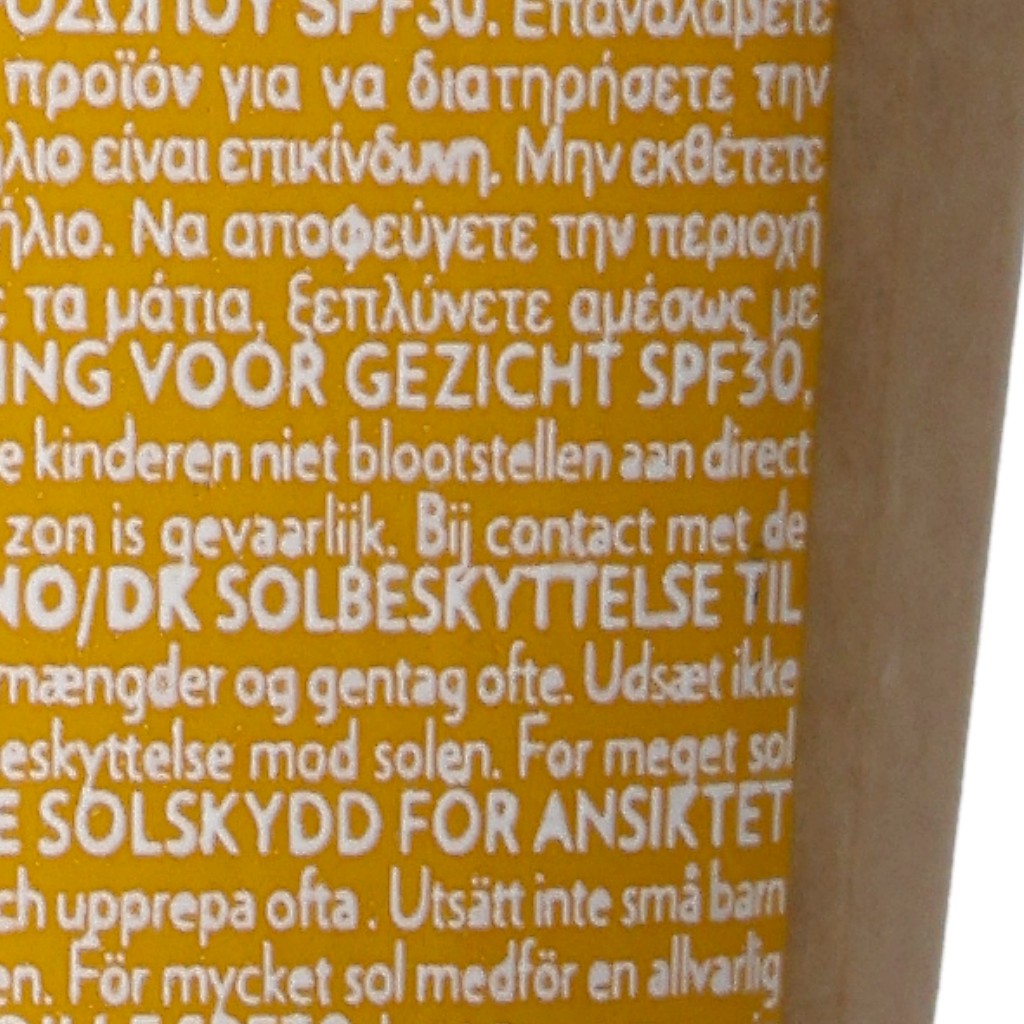 SPF30. Επαναλάβετε
προϊόν για να διατηρήσετε την
είναι επικίνδυνη. Μην εκθέτετε
ήλιο. Να αποφεύγετε την περιοχή
τα μάτια, ξεπλύνετε αμέσως με
VOOR GEZICHT SPF30.
kinderen niet blootstellen aan direct
zon is gevaarlijk. Bij contact met de
NO/DK SOLBESKYTTELSE TIL
mængder og gentag ofte. Udsæt ikke
eskyttelse mod solen. For meget sol
SOLSKYDD FÖR ANSIKTET
ch upprepa ofta . Utsätt inte små barn
en. För mycket sol medför en allvarlig